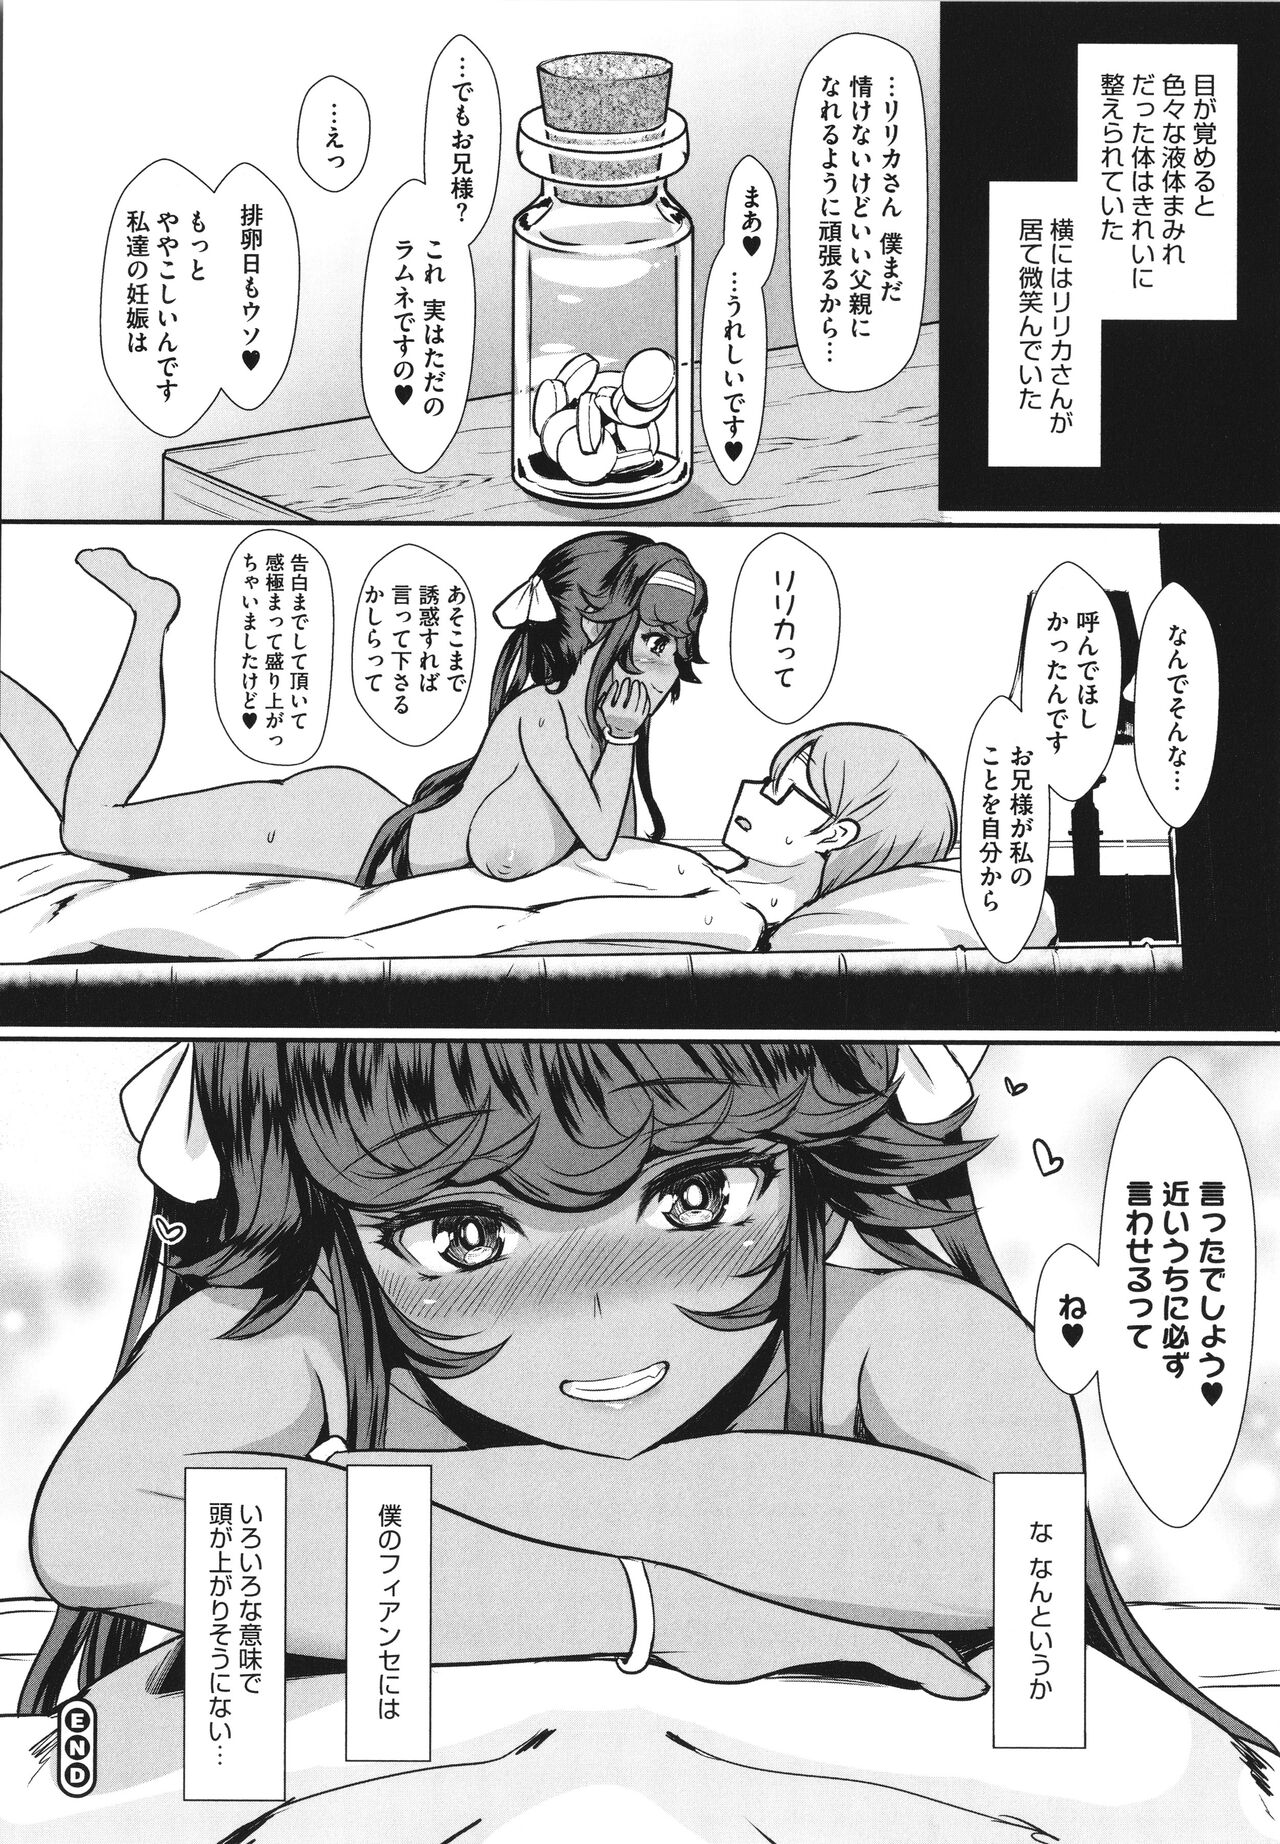 目が覚めると
色々な液体まみれ
だった体はきれいに
整えられていた
横にはリリカさんが
居て微笑んでいた
…リリカさん 僕まだ
情けないけどいい父親に
なれるように頑張るから…
まあ♥
…うれしいです♥
…でもお兄様?
これ 実はただの
ラムネですの♥
…えっ
排卵日もウソ♥
もっと
ややこしいんです
私達の妊娠は
なんでそんな…
呼んでほし
かったんです
お兄様が私の
ことを自分から
リリカって
あそこまで
誘惑すれば
言って下さる
かしらって
告白までして頂いて
感極まって盛り上がっ
ちゃいましたけど♥
言ったでしょう♥
近いうちに必ず
言わせるって
ね♥
な なんというか
僕のフィアンセには
いろいろな意味で
頭が上がりそうにない…
END